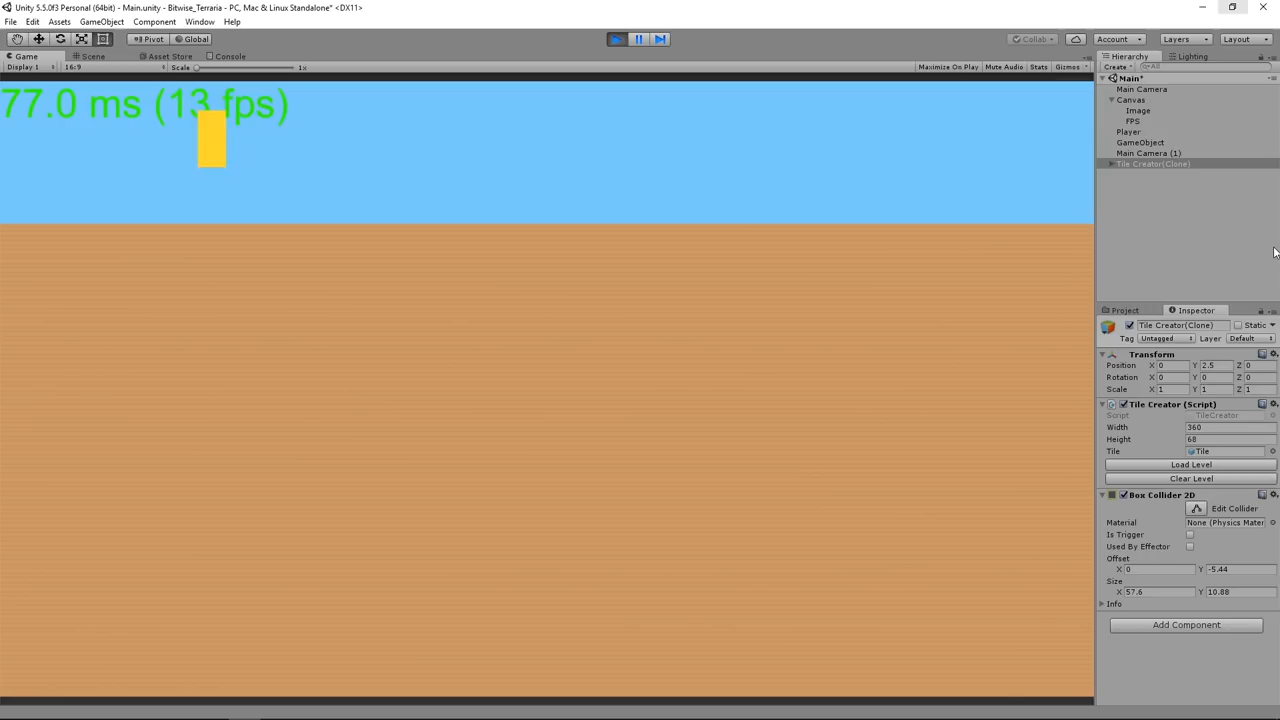 Unity 5.5.0f3 Personal (64bit) - Main.unity - Bitwise_Terraria - PC, Mac & Linux Standalone* <DX11>
File Edit Assets GameObject Component Window Help
Pivot Global Collab Account Layers Layout
Game Scene Asset Store Console
Display 1 16:9 Scale 1x Maximize On Play Mute Audio Stats Gizmos
77.0 ms (13 fps)
Hierarchy Lighting
Create All
Main*
Main Camera
Canvas
Image
FPS
Player
GameObject
Main Camera (1)
Tile Creator(Clone)
Project Inspector
Tile Creator(Clone) Static
Tag Untagged Layer Default
Transform
Position X 0 Y 2.5 Z 0
Rotation X 0 Y 0 Z 0
Scale X 1 Y 1 Z 1
Tile Creator (Script)
Script TileCreator
Width 360
Height 68
Tile Tile
Load Level
Clear Level
Box Collider 2D
Edit Collider
Material None (Physics Mater
Is Trigger
Used By Effector
Offset
X 0 Y -5.44
Size
X 57.6 Y 10.88
Info
Add Component